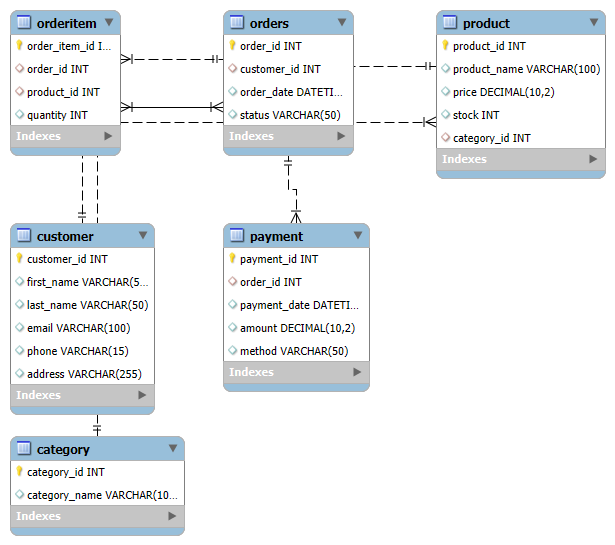 orderitem
order_item_id I...
order_id INT
product_id INT
quantity INT
Indexes
orders
order_id INT
customer_id INT
order_date DATETI...
status VARCHAR(50)
Indexes
product
product_id INT
product_name VARCHAR(100)
price DECIMAL(10,2)
stock INT
category_id INT
Indexes
customer
customer_id INT
first_name VARCHAR(5...
last_name VARCHAR(50)
email VARCHAR(100)
phone VARCHAR(15)
address VARCHAR(255)
Indexes
payment
payment_id INT
order_id INT
payment_date DATETI...
amount DECIMAL(10,2)
method VARCHAR(50)
Indexes
category
category_id INT
category_name VARCHAR(10...
Indexes